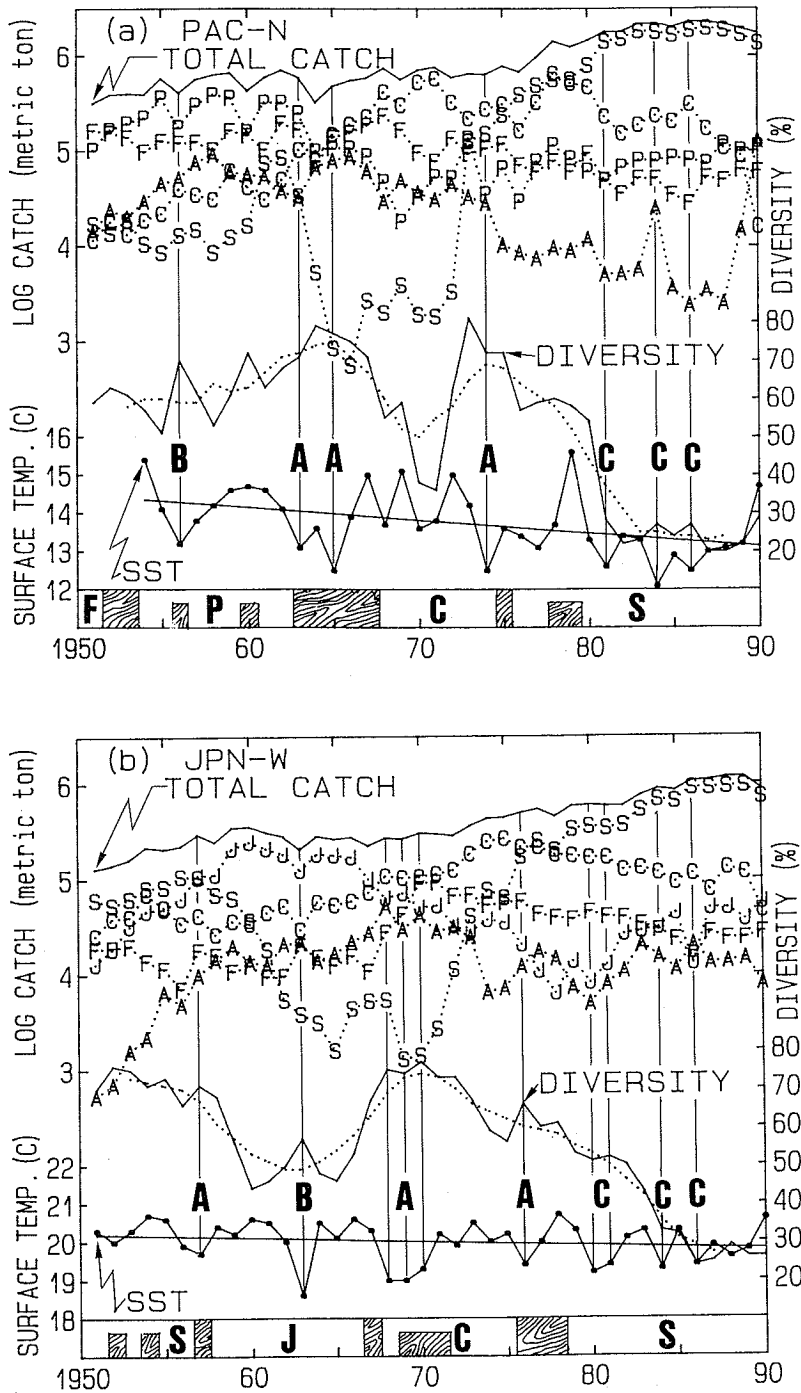 (a) PAC-N
TOTAL CATCH
LOG CATCH (metric ton)
6
5
4
3
DIVERSITY (%)
80
70
60
50
40
30
20
DIVERSITY
SURFACE TEMP. (C)
16
15
14
13
12
B A A A C C C
SST
F P C S
1950 60 70 80 90
(b) JPN-W
TOTAL CATCH
LOG CATCH (metric ton)
6
5
4
3
DIVERSITY (%)
80
70
60
50
40
30
20
DIVERSITY
SURFACE TEMP. (C)
22
21
20
19
18
A B A A C C C
SST
S J C S
1950 60 70 80 90